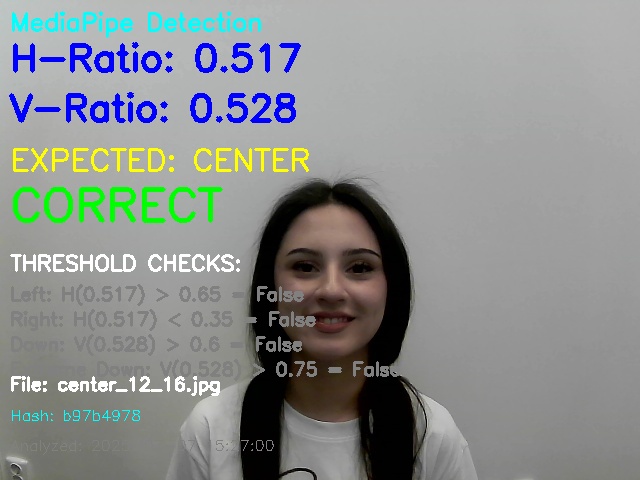 MediaPipe Detection
H-Ratio: 0.517
V-Ratio: 0.528
EXPECTED: CENTER
CORRECT
THRESHOLD CHECKS:
Left: H(0.517) > 0.65 = False
Right: H(0.517) < 0.35 = False
Down: V(0.528) > 0.6 = False
Down: V(0.528) > 0.75 = False
File: center_12_16.jpg
Hash: b97b4978
Analyzed: